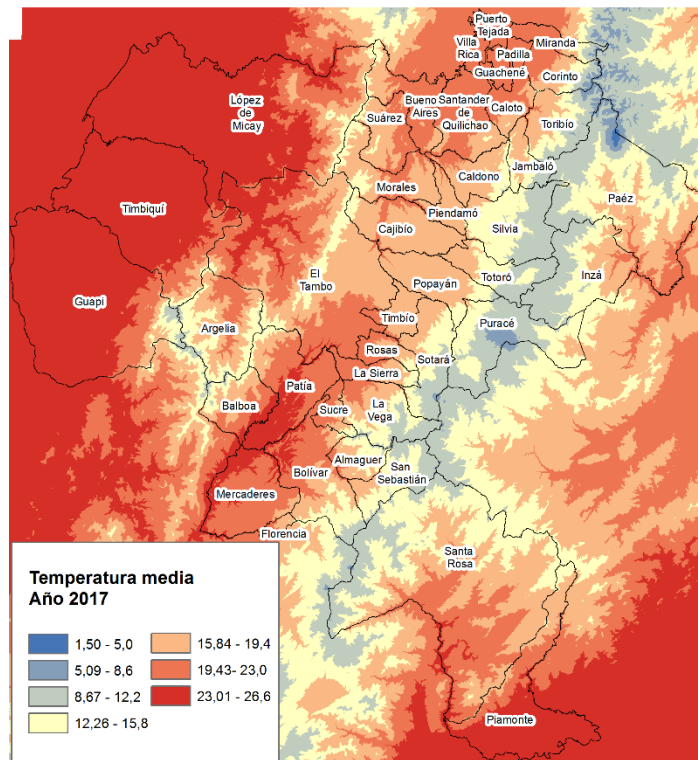 Puerto
Tejada
Villa
Rica
Padilla
Miranda
Guachené
Corinto
López
de
Micay
Suárez
Bueno
Aires
Santander
de
Quilichao
Caloto
Toribío
Jambaló
Caldono
Morales
Paéz
Timbiquí
Piendamó
Cajibío
Silvia
El
Tambo
Totoró
Inzá
Popayán
Guapi
Argelia
Timbío
Puracé
Rosas
Sotará
La Sierra
Patía
Balboa
Sucre
La
Vega
Almaguer
Bolívar
San
Sebastián
Mercaderes
Florencia
Santa
Rosa
Piamonte
Temperatura media
Año 2017
1,50 - 5,0
5,09 - 8,6
8,67 - 12,2
12,26 - 15,8
15,84 - 19,4
19,43- 23,0
23,01 - 26,6